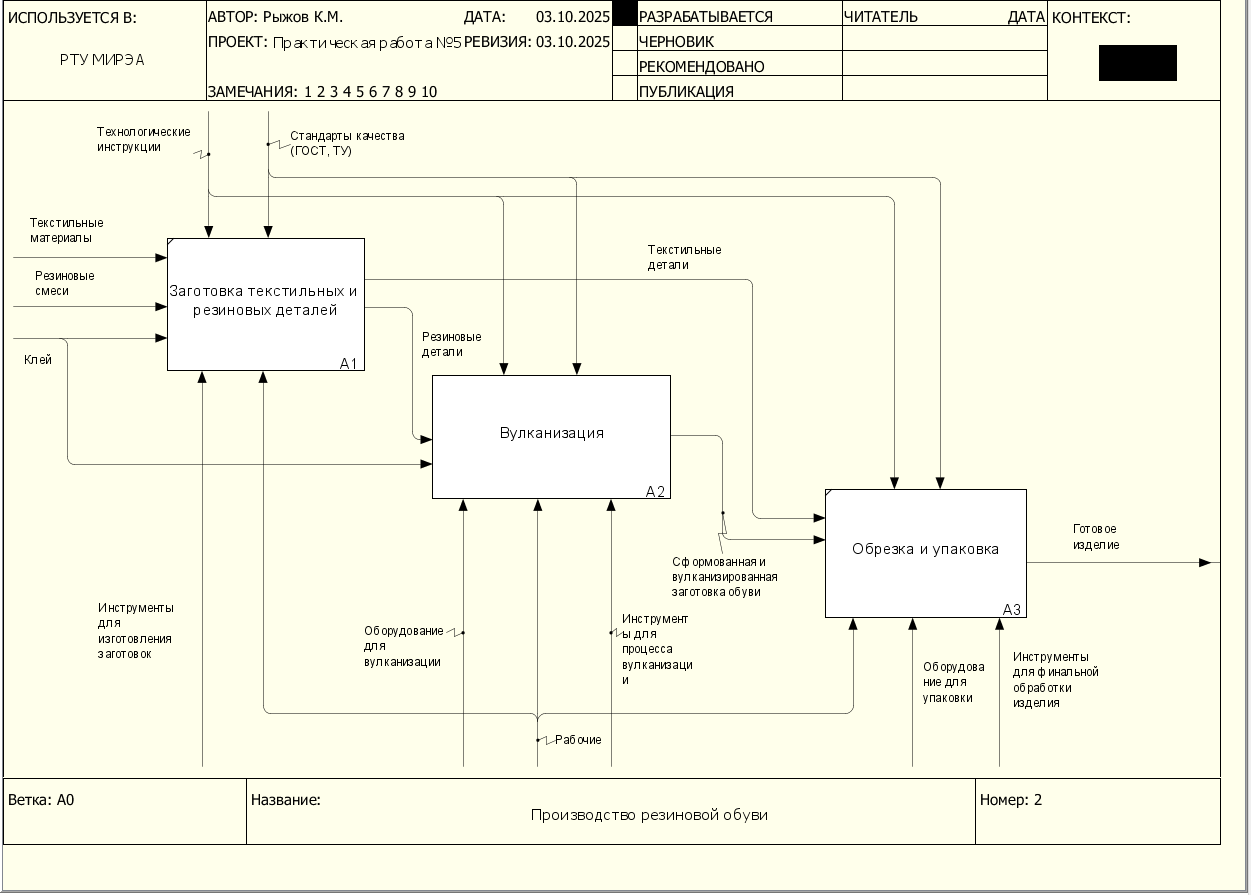 ИСПОЛЬЗУЕТСЯ В:
РТУ МИРЭА
АВТОР: Рыжов К.М.
ДАТА: 03.10.2025
ПРОЕКТ: Практическая работа №5
РЕВИЗИЯ: 03.10.2025
ЗАМЕЧАНИЯ: 1 2 3 4 5 6 7 8 9 10
РАЗРАБАТЫВАЕТСЯ
ЧЕРНОВИК
РЕКОМЕНДОВАНО
ПУБЛИКАЦИЯ
ЧИТАТЕЛЬ
ДАТА
КОНТЕКСТ:
Технологические
инструкции
Стандарты качества
(ГОСТ, ТУ)
Текстильные
материалы
Резиновые
смеси
Клей
Заготовка текстильных и
резиновых деталей
A1
Текстильные
детали
Резиновые
детали
Вулканизация
A2
Сформованная и
вулканизированная
заготовка обуви
Обрезка и упаковка
A3
Готовое
изделие
Инструменты
для
изготовления
заготовок
Оборудование
для
вулканизации
Инструмент
ы для
процесса
вулканизаци
и
Рабочие
Оборудова
ние для
упаковки
Инструменты
для финальной
обработки
изделия
Ветка: A0
Название:
Производство резиновой обуви
Номер: 2